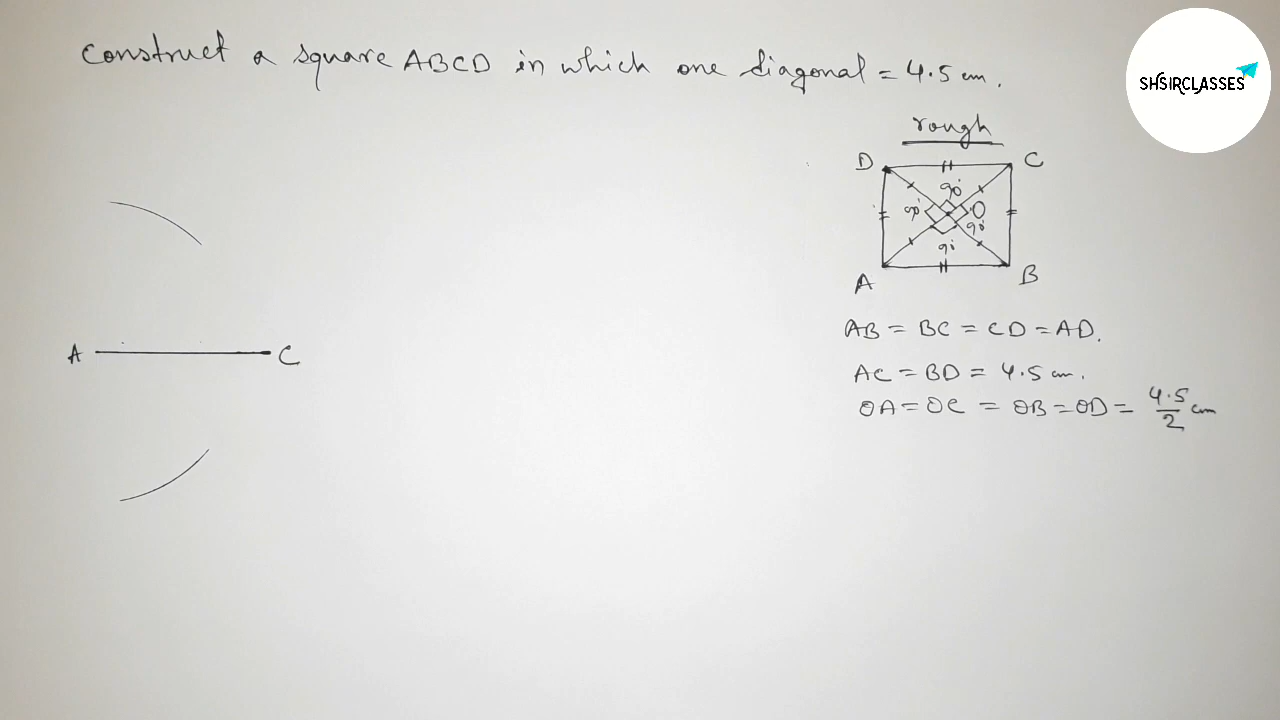 Construct a square ABCD in which one diagonal = 4.5 cm.
SHSIRCLASSES
rough
D C
90°
90° O
90°
90°
A B
AB = BC = CD = AD.
A C
AC = BD = 4.5 cm.
OA = OC = OB = OD = 4.5/2 cm